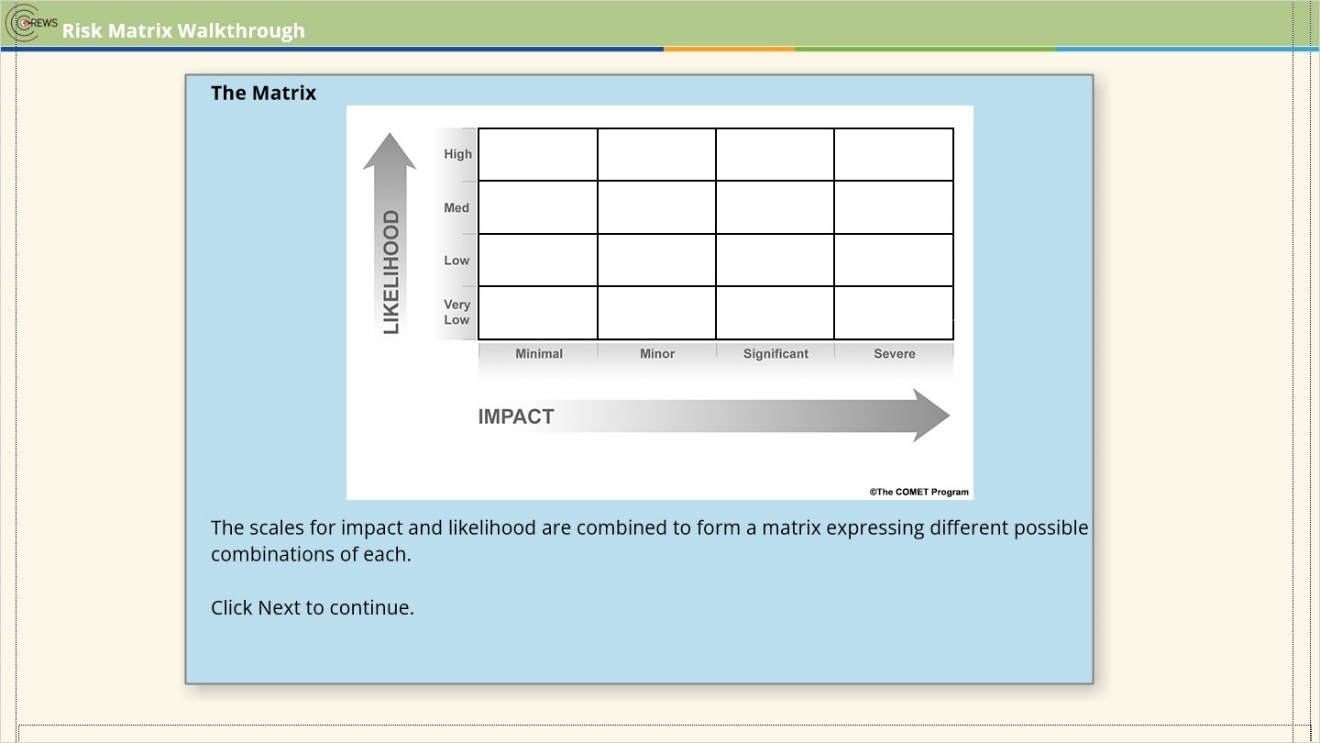 CREWS
Risk Matrix Walkthrough
The Matrix
LIKELIHOOD
High
Med
Low
Very
Low
Minimal Minor Significant Severe
IMPACT
©The COMET Program
The scales for impact and likelihood are combined to form a matrix expressing different possible
combinations of each.
Click Next to continue.